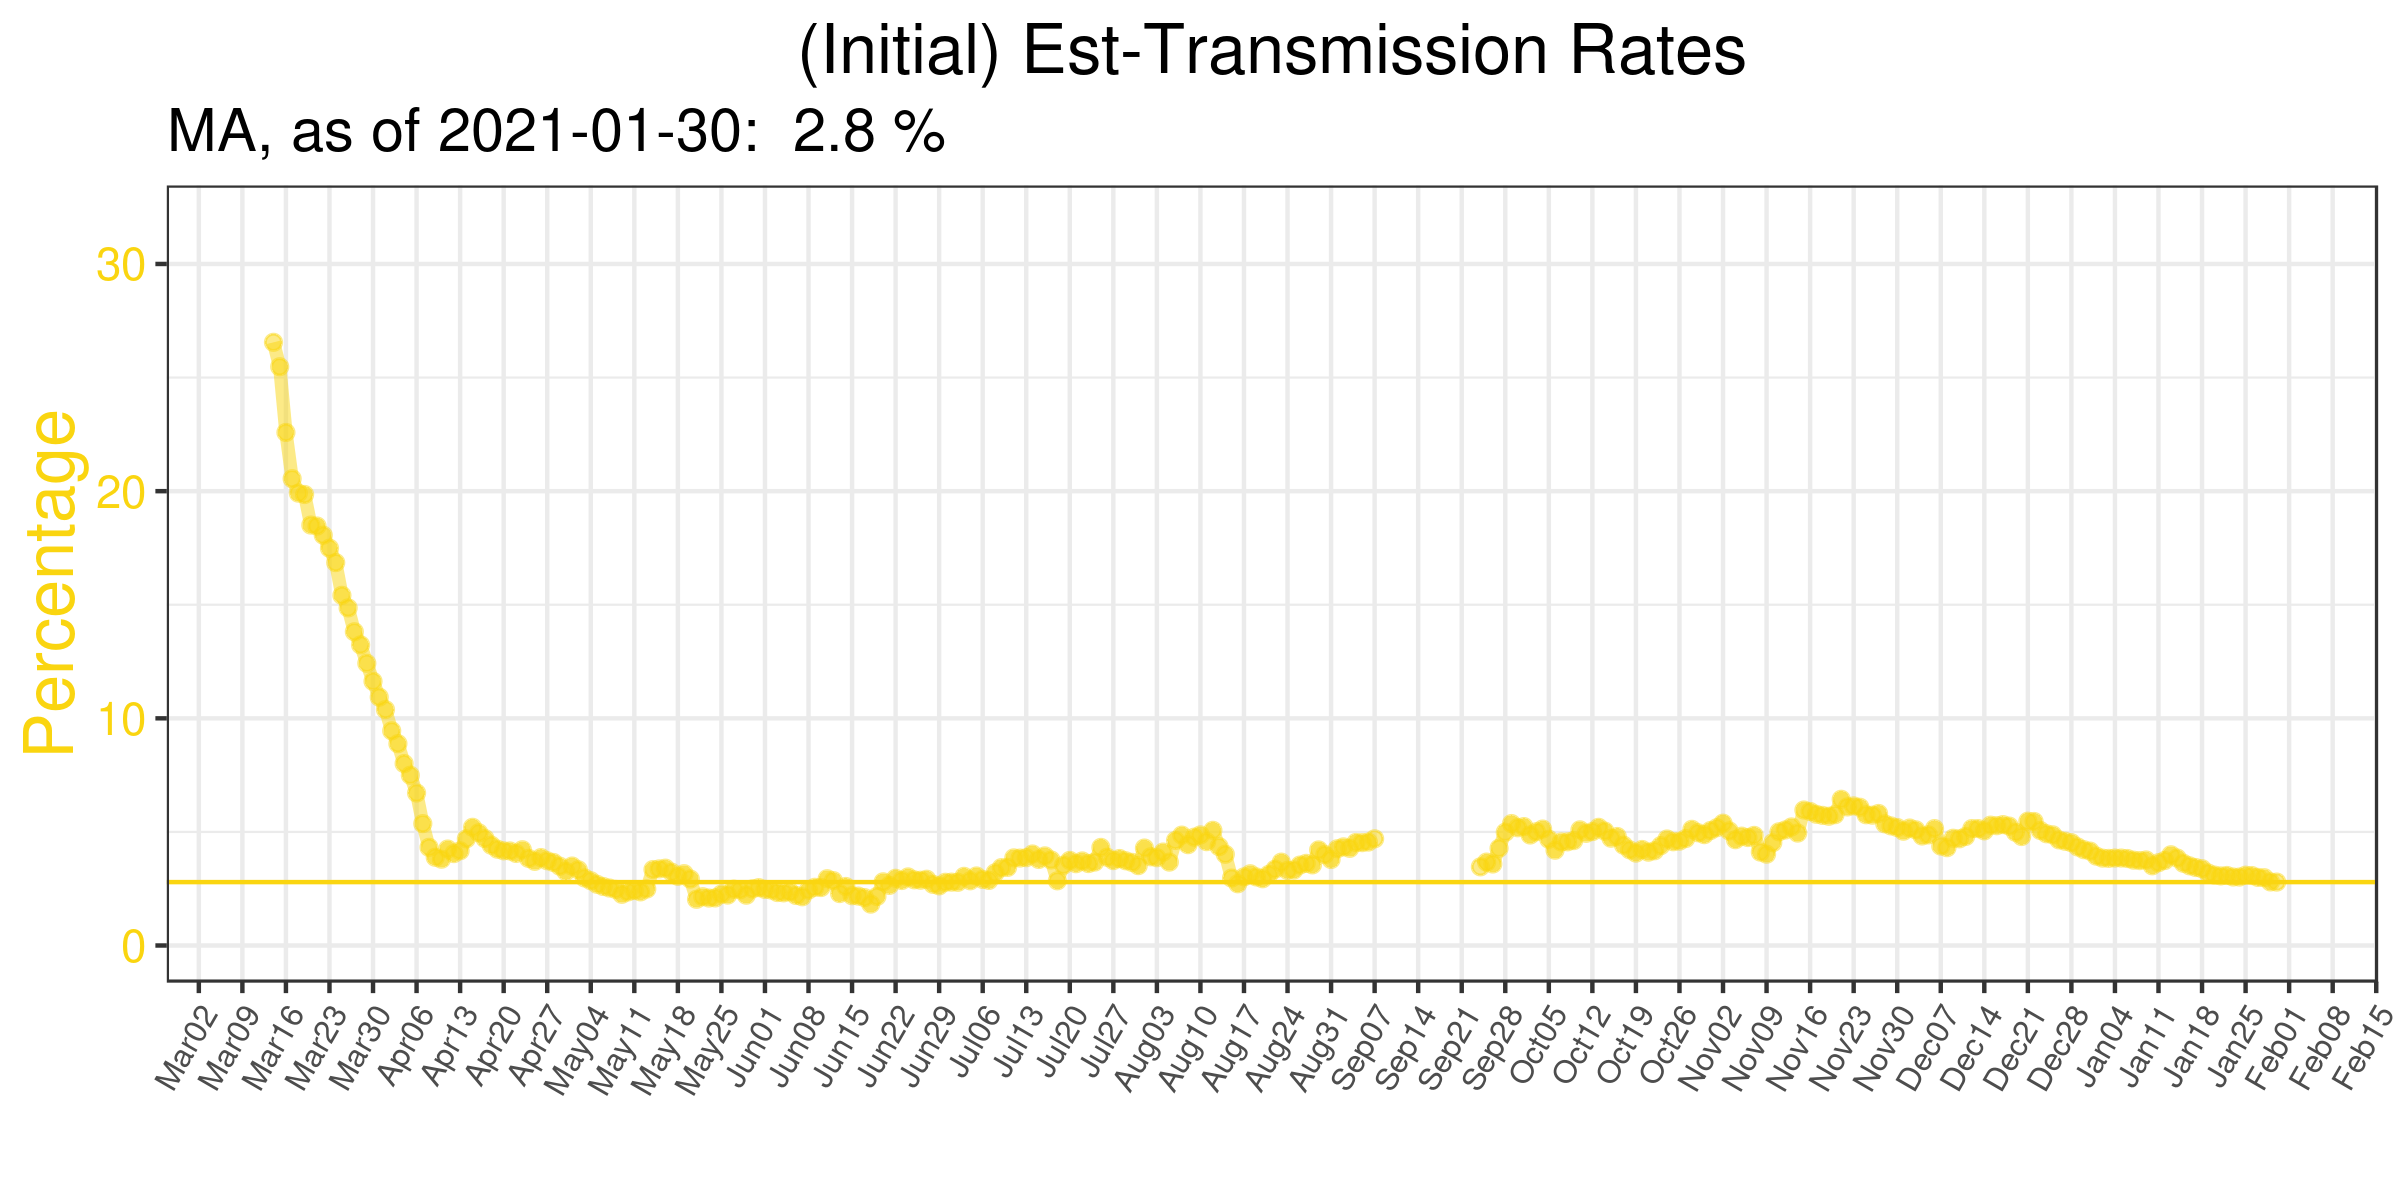 (Initial) Est-Transmission Rates
MA, as of 2021-01-30:  2.8 %
Percentage
30
20
10
0
Mar02 Mar09 Mar16 Mar23 Mar30 Apr06 Apr13 Apr20 Apr27 May04 May11 May18 May25 Jun01 Jun08 Jun15 Jun22 Jun29 Jul06 Jul13 Jul20 Jul27 Aug03 Aug10 Aug17 Aug24 Aug31 Sep07 Sep14 Sep21 Sep28 Oct05 Oct12 Oct19 Oct26 Nov02 Nov09 Nov16 Nov23 Nov30 Dec07 Dec14 Dec21 Dec28 Jan04 Jan11 Jan18 Jan25 Feb01 Feb08 Feb15